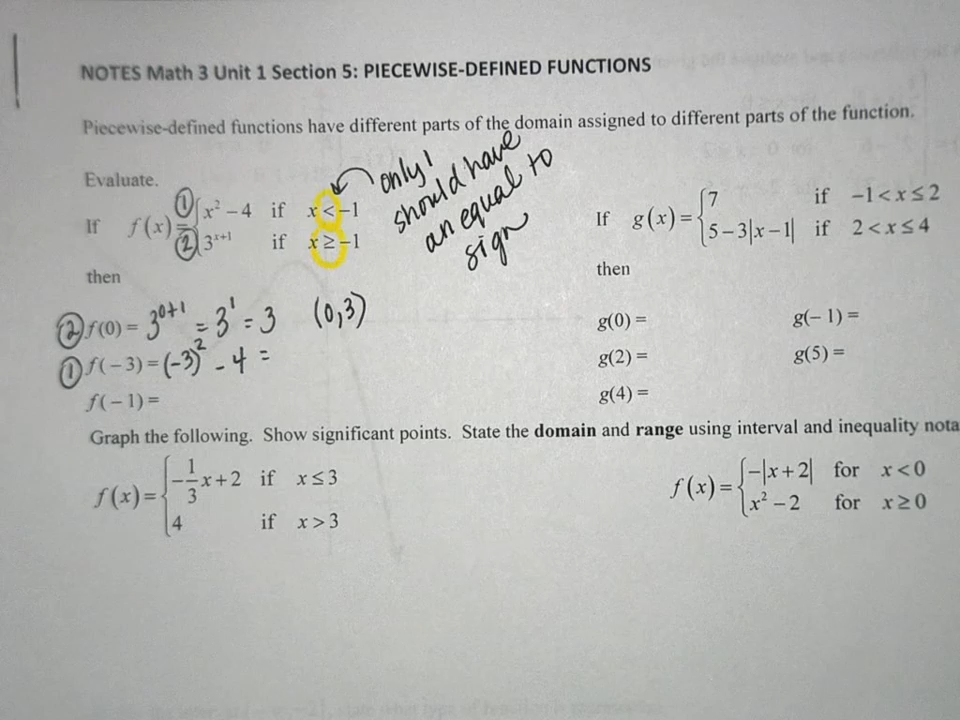 NOTES Math 3 Unit 1 Section 5: PIECEWISE-DEFINED FUNCTIONS
Piecewise-defined functions have different parts of the domain assigned to different parts of the function.
Evaluate.
If f(x) = { ① x² – 4 if x < –1
② 3^(x+1) if x ≥ –1
only 1
should have
an equal to
sign
then
② f(0) = 3^(0+1) = 3^1 = 3 (0,3)
① f(–3) = (-3)² - 4 =
f(–1) =
If g(x) = { 7 if –1 < x ≤ 2
5 – 3|x – 1| if 2 < x ≤ 4
then
g(0) = g(– 1) =
g(2) = g(5) =
g(4) =
Graph the following. Show significant points. State the domain and range using interval and inequality nota
f(x) = { –1/3 x + 2 if x ≤ 3
4 if x > 3
f(x) = { –|x + 2| for x < 0
x² – 2 for x ≥ 0